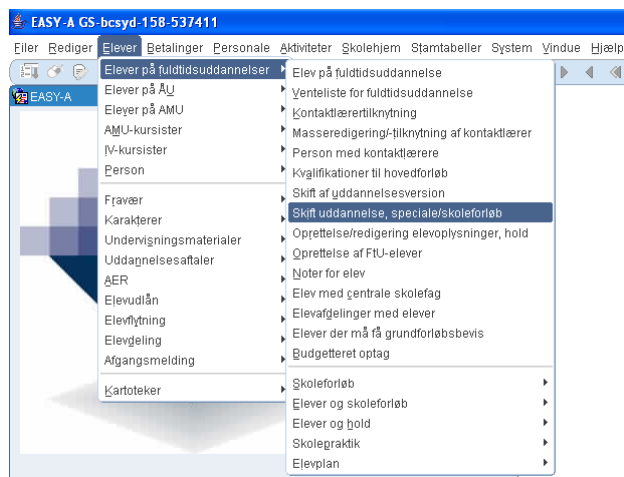 EASY-A GS-bcsyd-158-537411
Filer Rediger Elever Betalinger Personale Aktiviteter Skolehjem Stamtabeller System Vindue Hjælp
EASY-A
Elever på fuldtidsuddannelser
Elever på ÅU
Elever på AMU
AMU-kursister
IV-kursister
Person
Fravær
Karakterer
Undervisningsmaterialer
Uddannelsesaftaler
AER
Elevudlån
Elevflytning
Elevdeling
Afgangsmelding
Kartoteker
Elev på fuldtidsuddannelse
Venteliste for fuldtidsuddannelse
Kontaktlærertilknytning
Masseredigering/-tilknytning af kontaktlærer
Person med kontaktlærere
Kvalifikationer til hovedforløb
Skift af uddannelsesversion
Skift uddannelse, speciale/skoleforløb
Oprettelse/redigering elevoplysninger, hold
Oprettelse af FtU-elever
Noter for elev
Elev med centrale skolefag
Elevafdelinger med elever
Elever der må få grundforløbsbevis
Budgetteret optag
Skoleforløb
Elever og skoleforløb
Elever og hold
Skolepraktik
Elevplan